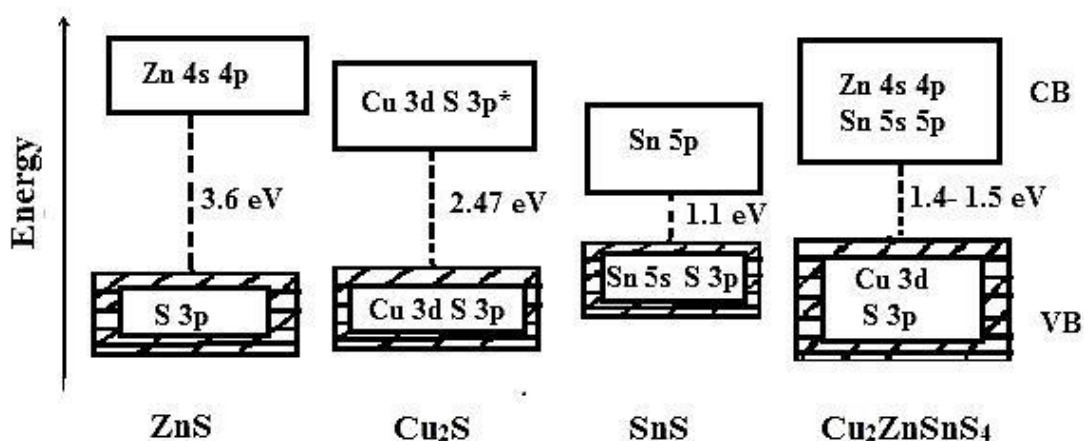 Energy
Zn 4s 4p
3.6 eV
S 3p
ZnS
Cu 3d S 3p*
2.47 eV
Cu 3d S 3p
Cu₂S
Sn 5p
1.1 eV
Sn 5s S 3p
SnS
Zn 4s 4p
Sn 5s 5p
1.4- 1.5 eV
Cu 3d
S 3p
Cu₂ZnSnS₄
CB
VB